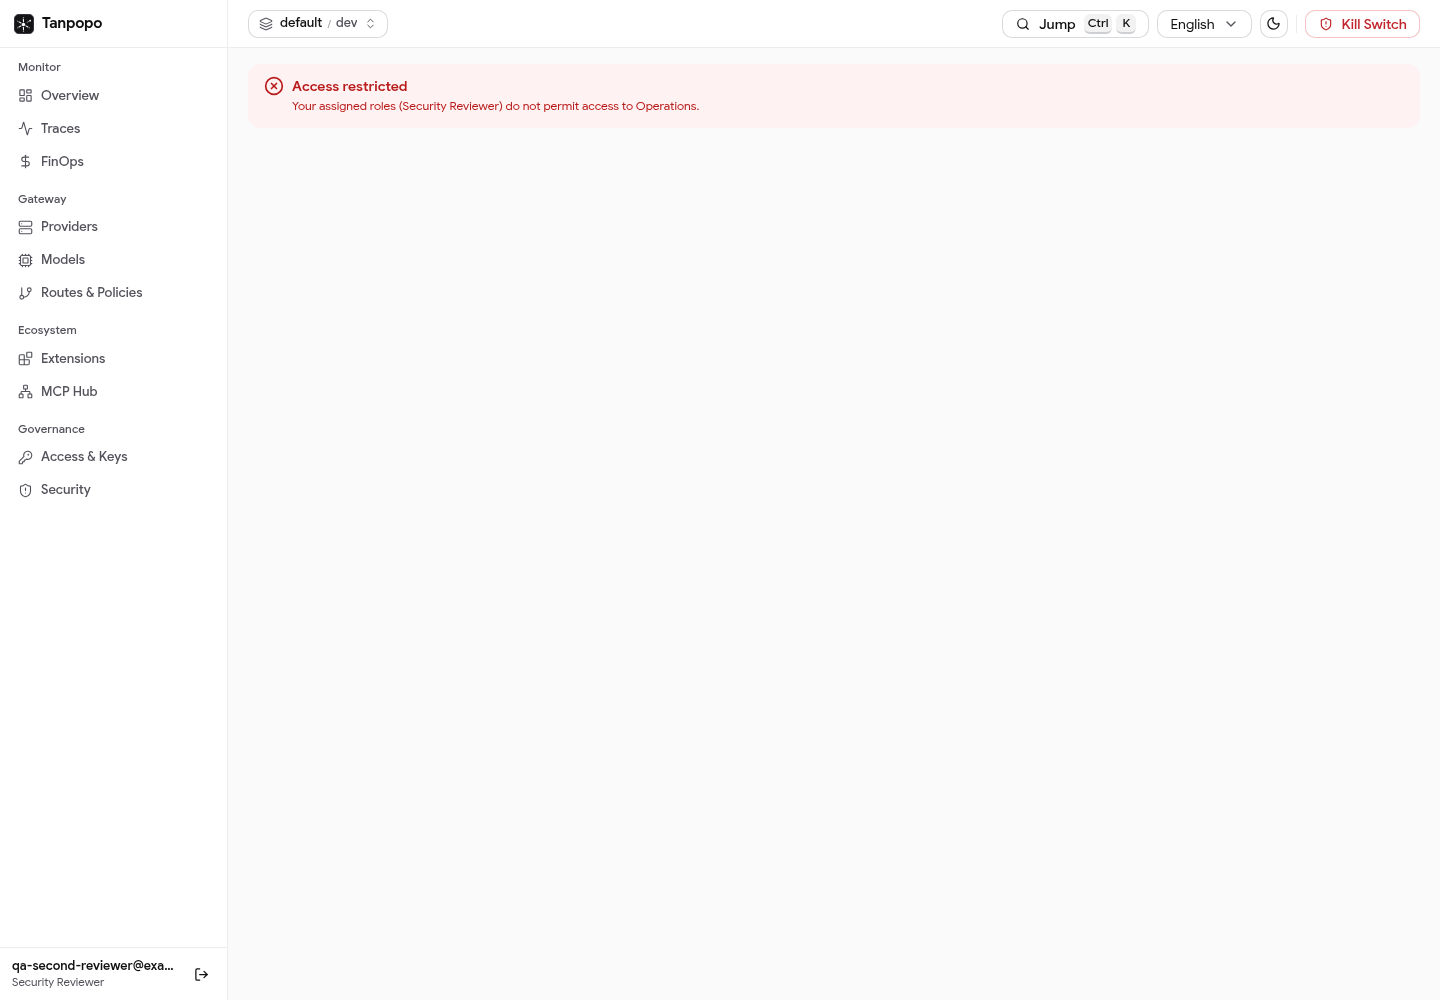 Tanpopo
default / dev
Jump Ctrl K
English
Kill Switch
Monitor
Overview
Traces
FinOps
Gateway
Providers
Models
Routes & Policies
Ecosystem
Extensions
MCP Hub
Governance
Access & Keys
Security
Access restricted
Your assigned roles (Security Reviewer) do not permit access to Operations.
qa-second-reviewer@exa...
Security Reviewer